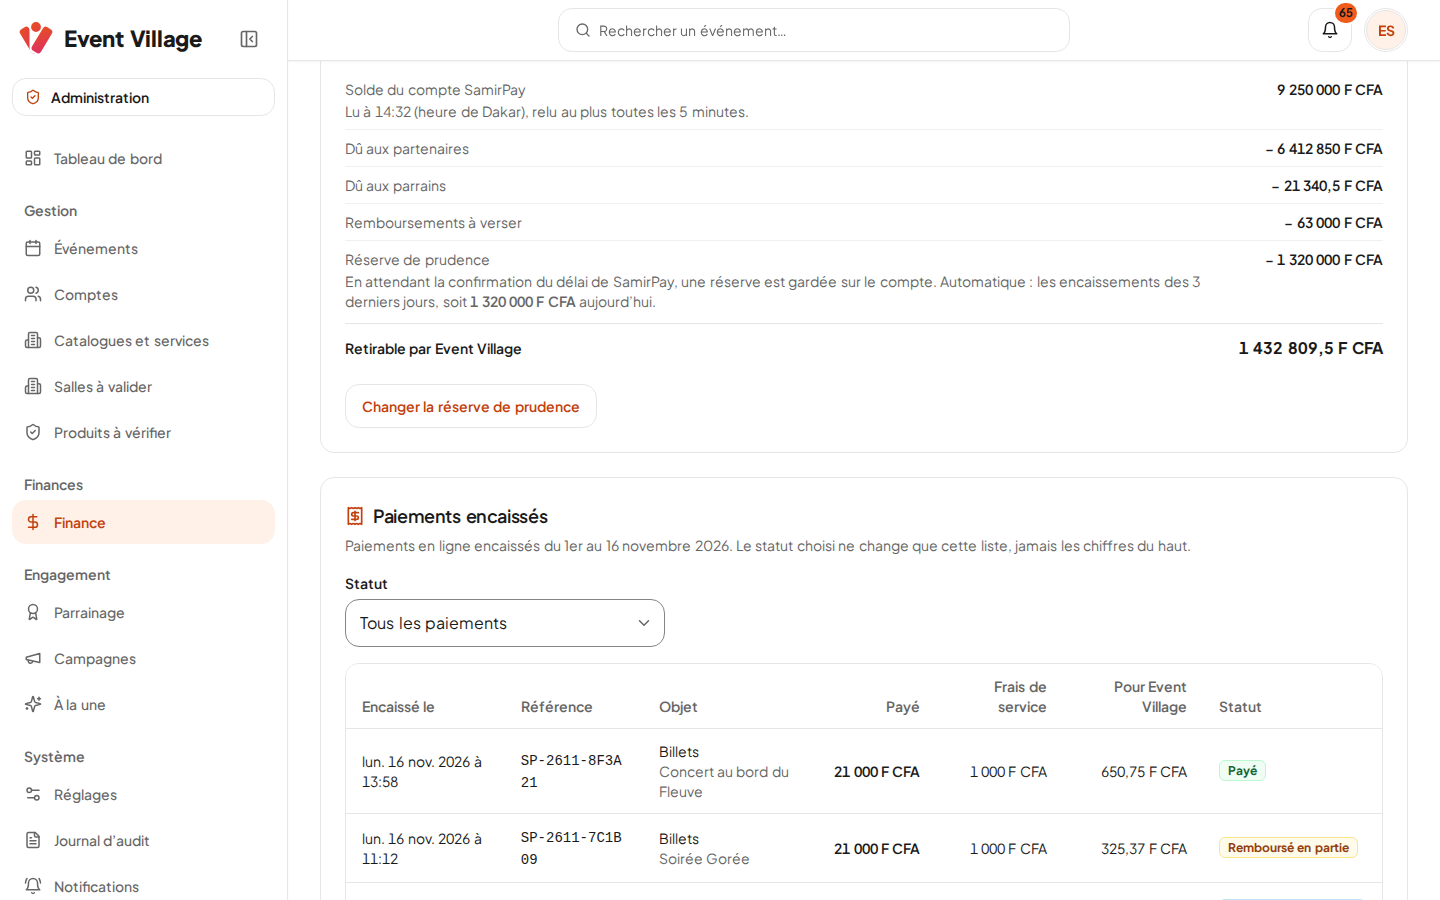 Event Village
Administration
Tableau de bord
Gestion
Événements
Comptes
Catalogues et services
Salles à valider
Produits à vérifier
Finances
Finance
Engagement
Parrainage
Campagnes
À la une
Système
Réglages
Journal d’audit
Notifications
Rechercher un événement…
65
ES
Solde du compte SamirPay
9 250 000 F CFA
Lu à 14:32 (heure de Dakar), relu au plus toutes les 5 minutes.
Dû aux partenaires
− 6 412 850 F CFA
Dû aux parrains
− 21 340,5 F CFA
Remboursements à verser
− 63 000 F CFA
Réserve de prudence
− 1 320 000 F CFA
En attendant la confirmation du délai de SamirPay, une réserve est gardée sur le compte. Automatique : les encaissements des 3
derniers jours, soit 1 320 000 F CFA aujourd’hui.
Retirable par Event Village
1 432 809,5 F CFA
Changer la réserve de prudence
Paiements encaissés
Paiements en ligne encaissés du 1er au 16 novembre 2026. Le statut choisi ne change que cette liste, jamais les chiffres du haut.
Statut
Tous les paiements
Encaissé le
Référence
Objet
Payé
Frais de
service
Pour Event
Village
Statut
lun. 16 nov. 2026 à
13:58
SP-2611-8F3A
21
Billets
Concert au bord du
Fleuve
21 000 F CFA
1 000 F CFA
650,75 F CFA
Payé
lun. 16 nov. 2026 à
11:12
SP-2611-7C1B
09
Billets
Soirée Gorée
21 000 F CFA
1 000 F CFA
325,37 F CFA
Remboursé en partie